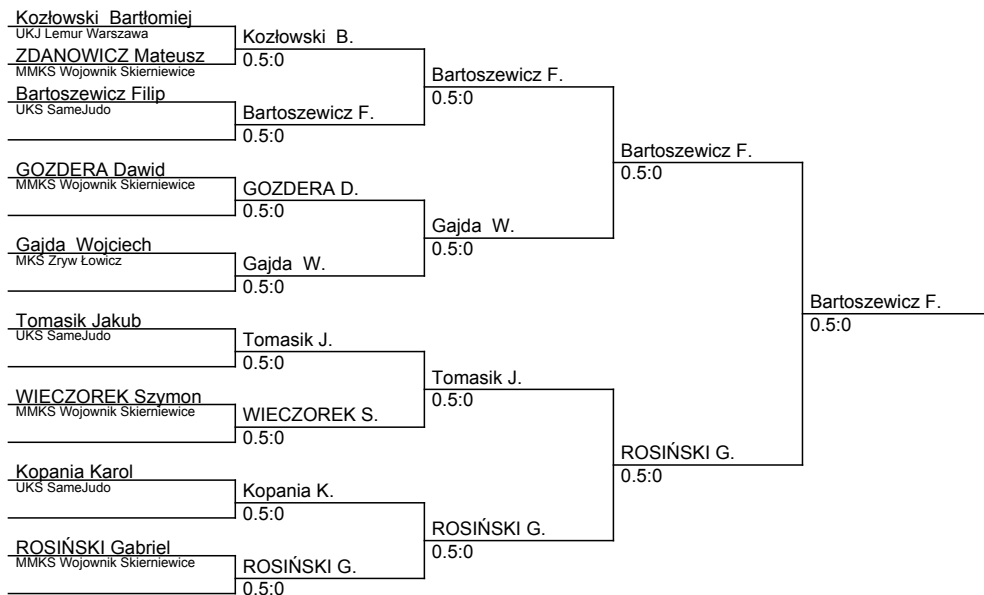 Kozłowski  Bartłomiej
UKJ Lemur Warszawa
ZDANOWICZ Mateusz
MMKS Wojownik Skierniewice
Bartoszewicz Filip
UKS SameJudo
GOZDERA Dawid
MMKS Wojownik Skierniewice
Gajda  Wojciech
MKS Zryw Łowicz
Tomasik Jakub
UKS SameJudo
WIECZOREK Szymon
MMKS Wojownik Skierniewice
Kopania Karol
UKS SameJudo
ROSIŃSKI Gabriel
MMKS Wojownik Skierniewice
Kozłowski  B.
0.5:0
Bartoszewicz F.
0.5:0
GOZDERA D.
0.5:0
Gajda  W.
0.5:0
Tomasik J.
0.5:0
WIECZOREK S.
0.5:0
Kopania K.
0.5:0
ROSIŃSKI G.
0.5:0
Bartoszewicz F.
0.5:0
Gajda  W.
0.5:0
Tomasik J.
0.5:0
ROSIŃSKI G.
0.5:0
Bartoszewicz F.
0.5:0
ROSIŃSKI G.
0.5:0
Bartoszewicz F.
0.5:0